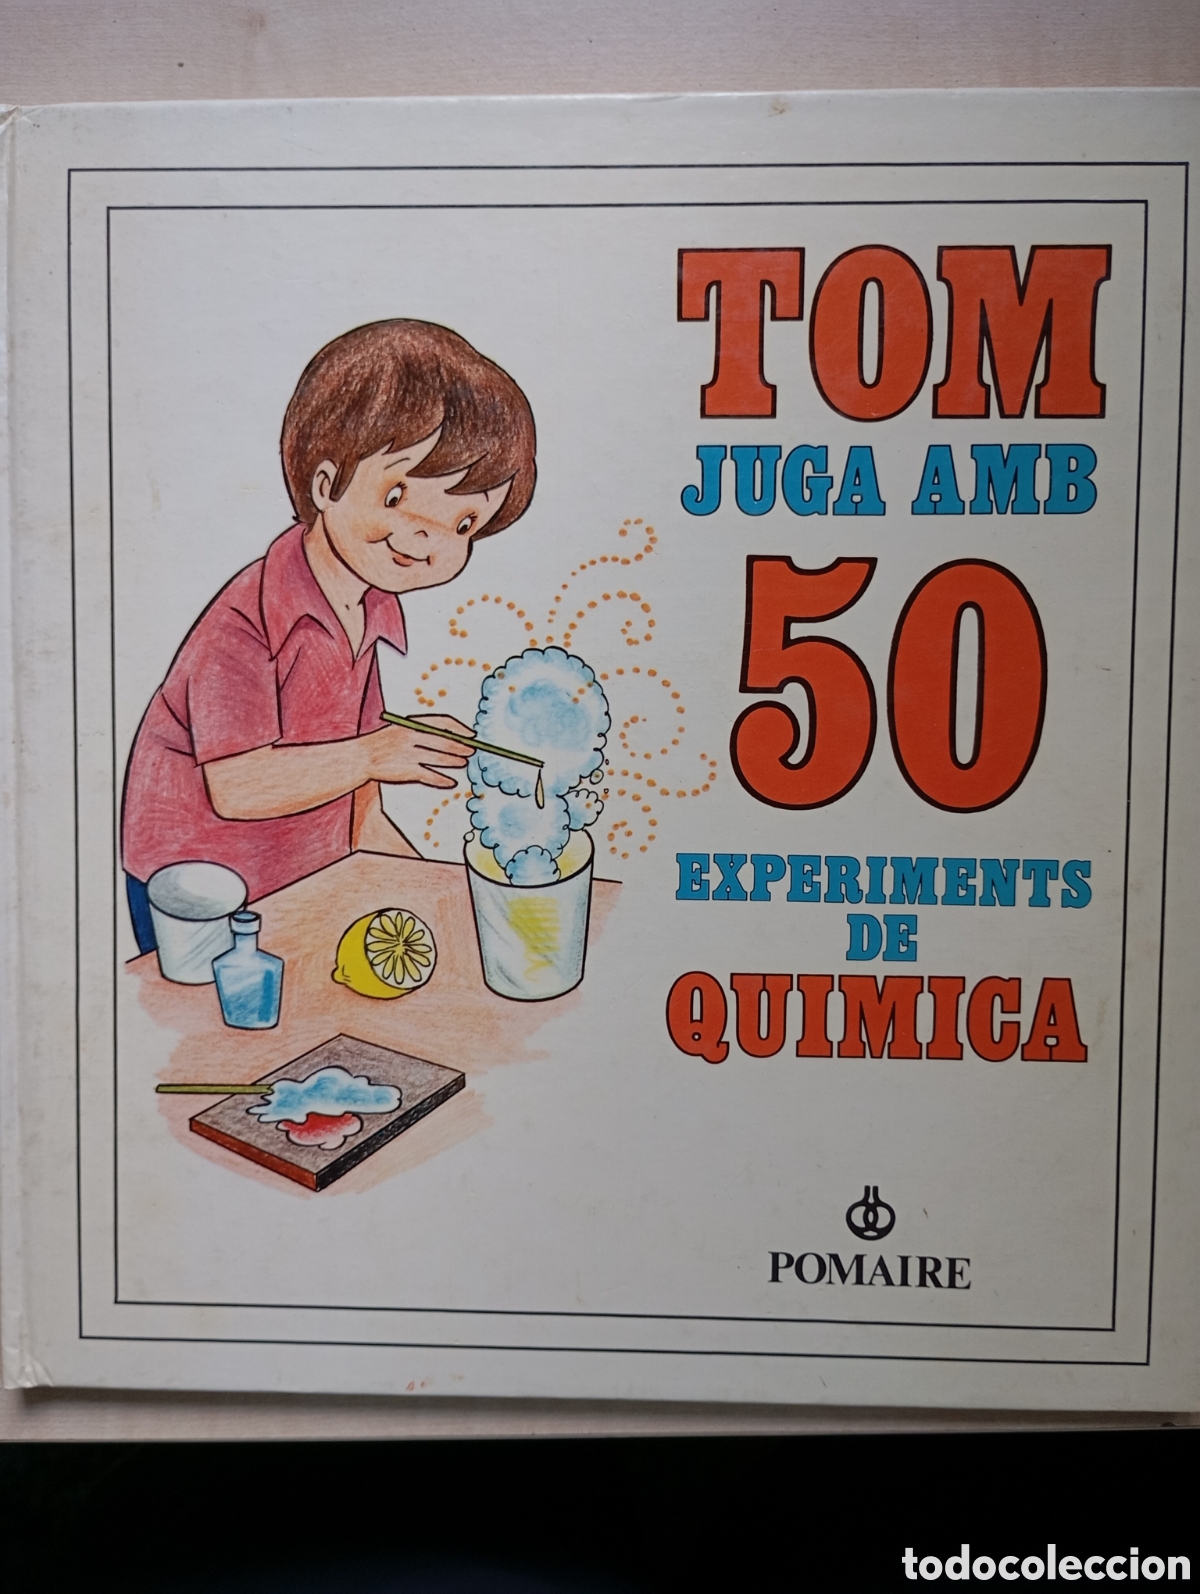 TOM
JUGA AMB
50
EXPERIMENTS
DE
QUIMICA
POMAIRE
todocoleccion